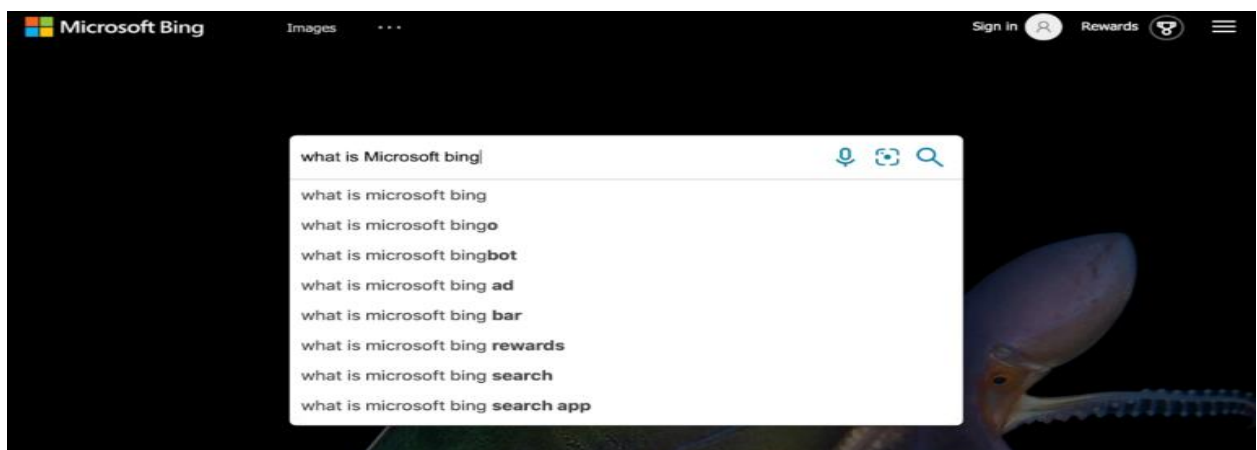 Microsoft Bing Images ... Sign in Rewards
what is Microsoft bing
what is microsoft bing
what is microsoft bingo
what is microsoft bingbot
what is microsoft bing ad
what is microsoft bing bar
what is microsoft bing rewards
what is microsoft bing search
what is microsoft bing search app